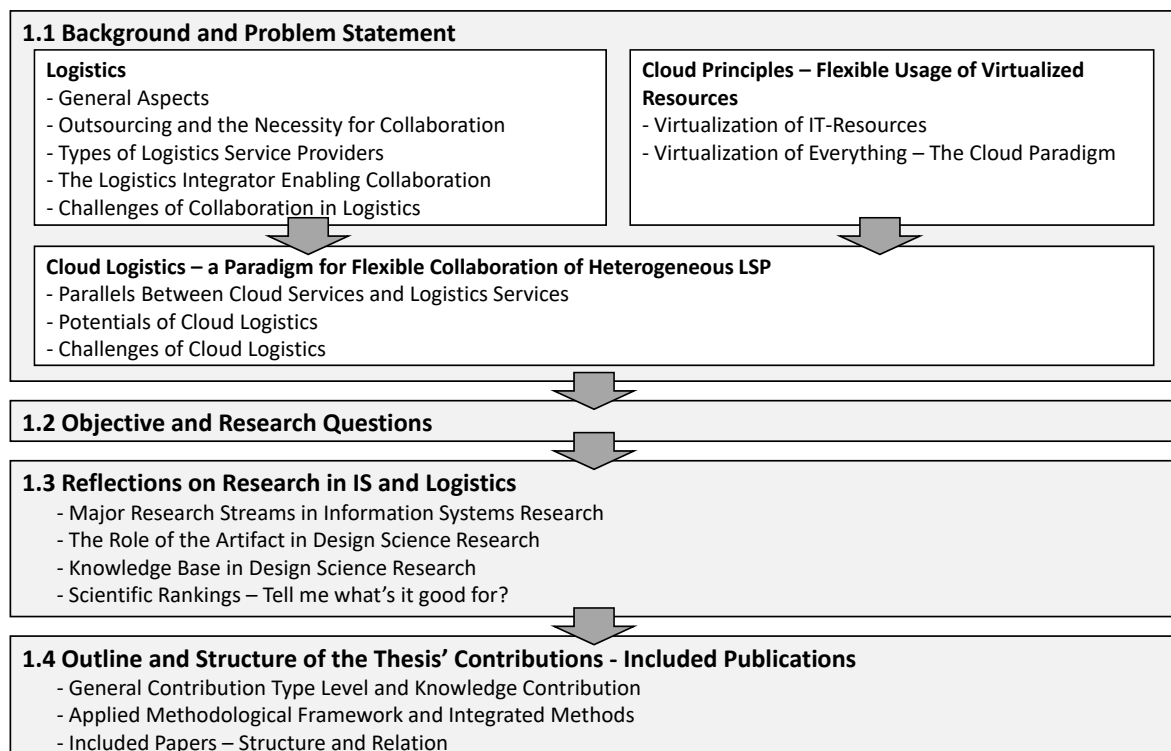 1.1 Background and Problem Statement
Logistics
- General Aspects
- Outsourcing and the Necessity for Collaboration
- Types of Logistics Service Providers
- The Logistics Integrator Enabling Collaboration
- Challenges of Collaboration in Logistics
Cloud Principles – Flexible Usage of Virtualized
Resources
- Virtualization of IT-Resources
- Virtualization of Everything – The Cloud Paradigm
Cloud Logistics – a Paradigm for Flexible Collaboration of Heterogeneous LSP
- Parallels Between Cloud Services and Logistics Services
- Potentials of Cloud Logistics
- Challenges of Cloud Logistics
1.2 Objective and Research Questions
1.3 Reflections on Research in IS and Logistics
- Major Research Streams in Information Systems Research
- The Role of the Artifact in Design Science Research
- Knowledge Base in Design Science Research
- Scientific Rankings – Tell me what’s it good for?
1.4 Outline and Structure of the Thesis’ Contributions - Included Publications
- General Contribution Type Level and Knowledge Contribution
- Applied Methodological Framework and Integrated Methods
- Included Papers – Structure and Relation